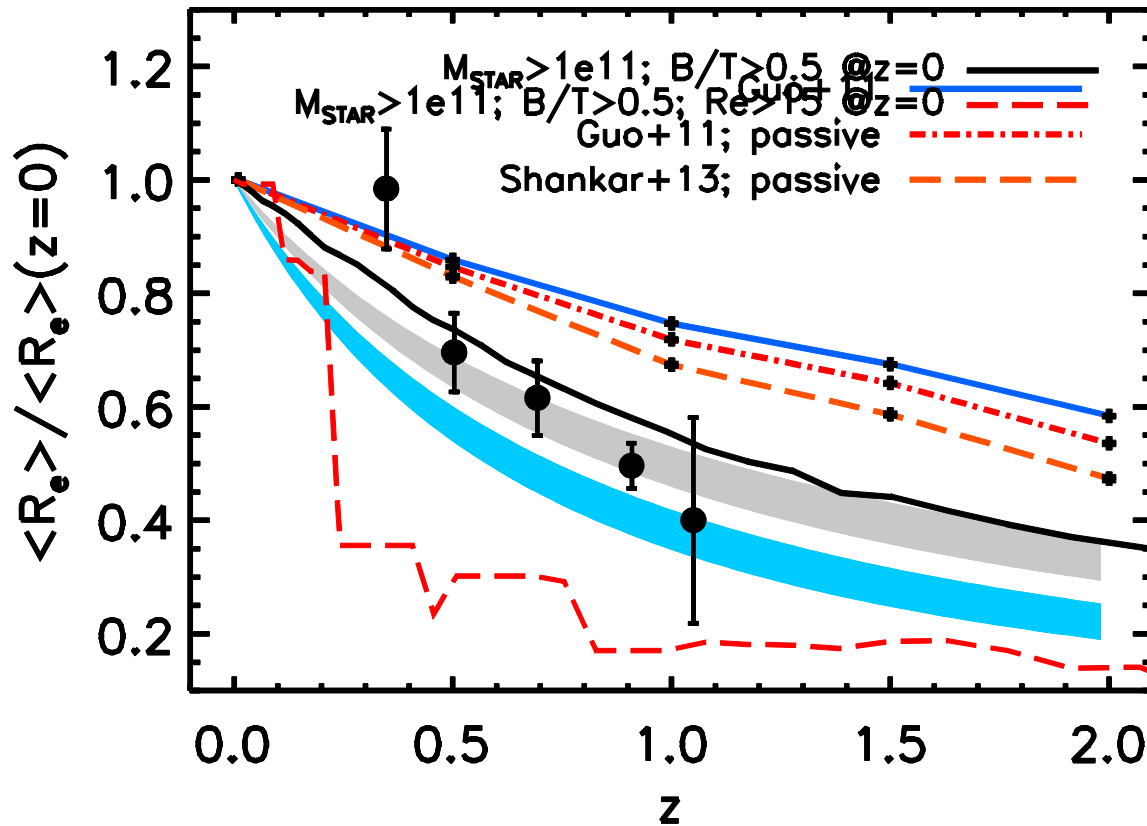 1.2
1.0
0.8
0.6
0.4
0.2
<R_e>/<R_e>(z=0)
M_STAR>1e11; B/T>0.5 @z=0
Guo+11
M_STAR>1e11; B/T>0.5; Re>15 @z=0
Guo+11; passive
Shankar+13; passive
0.0 0.5 1.0 1.5 2.0
z